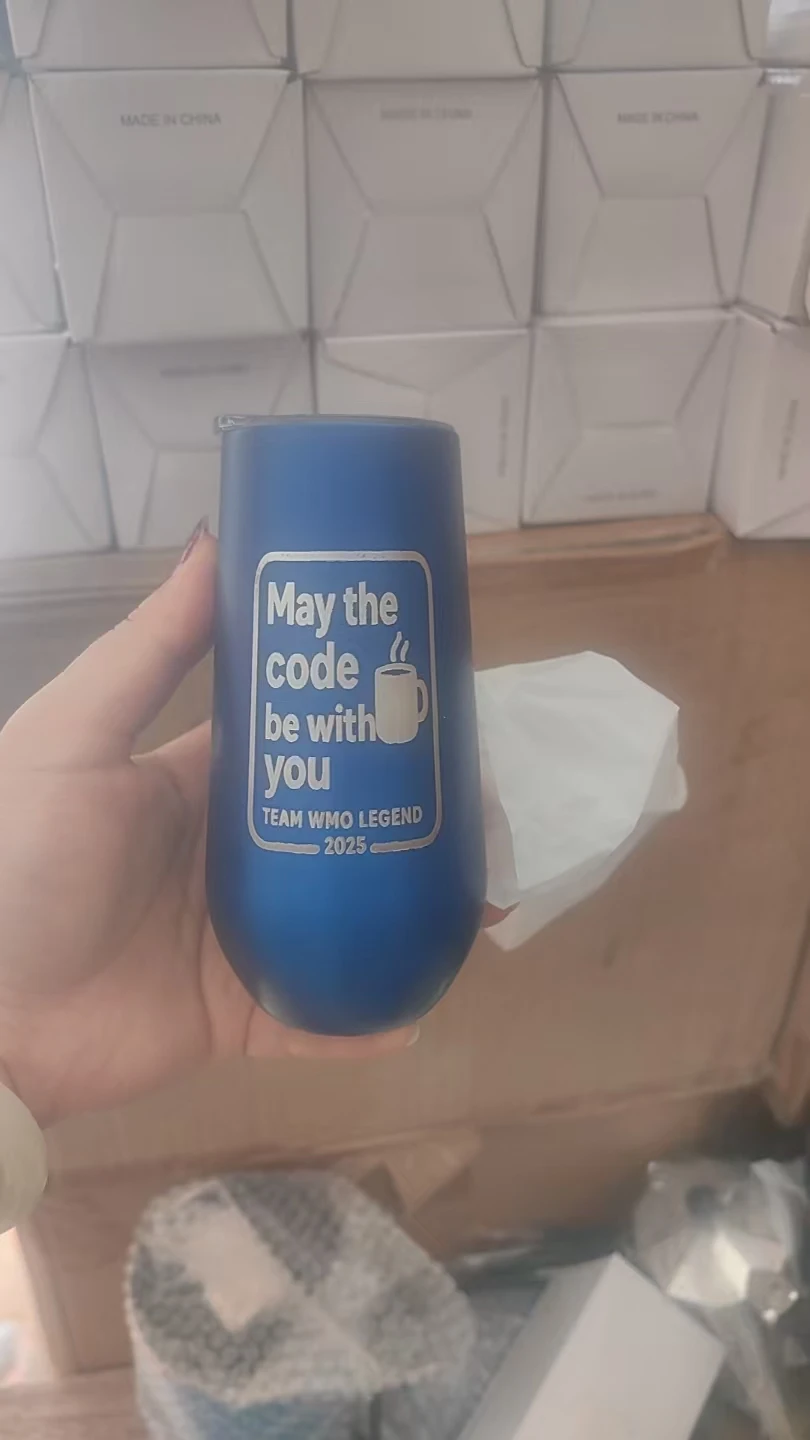 MADE IN CHINA
MADE IN CHINA
MADE IN CHINA
May the
code
be with
you
TEAM WMO LEGEND
2025